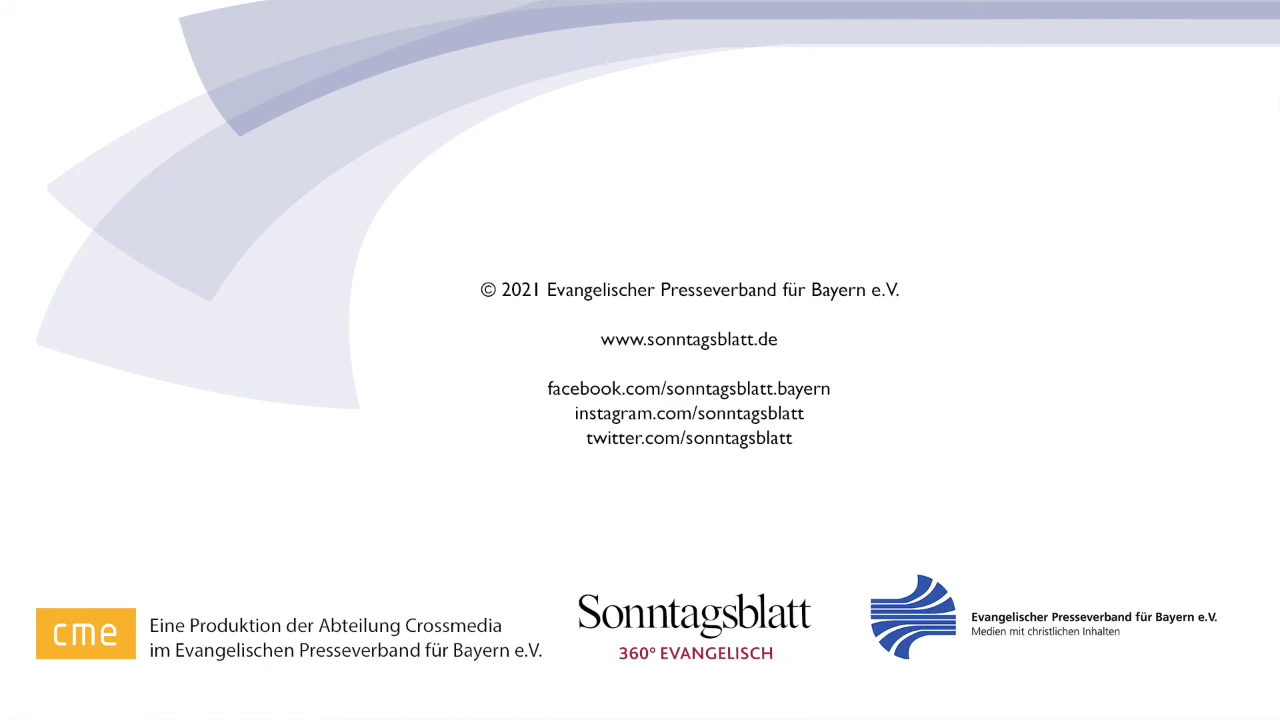 © 2021 Evangelischer Presseverband für Bayern e.V.
www.sonntagsblatt.de
facebook.com/sonntagsblatt.bayern
instagram.com/sonntagsblatt
twitter.com/sonntagsblatt
cme
Eine Produktion der Abteilung Crossmedia
im Evangelischen Presseverband für Bayern e.V.
Sonntagsblatt
360° EVANGELISCH
Evangelischer Presseverband für Bayern e.V.
Medien mit christlichen Inhalten